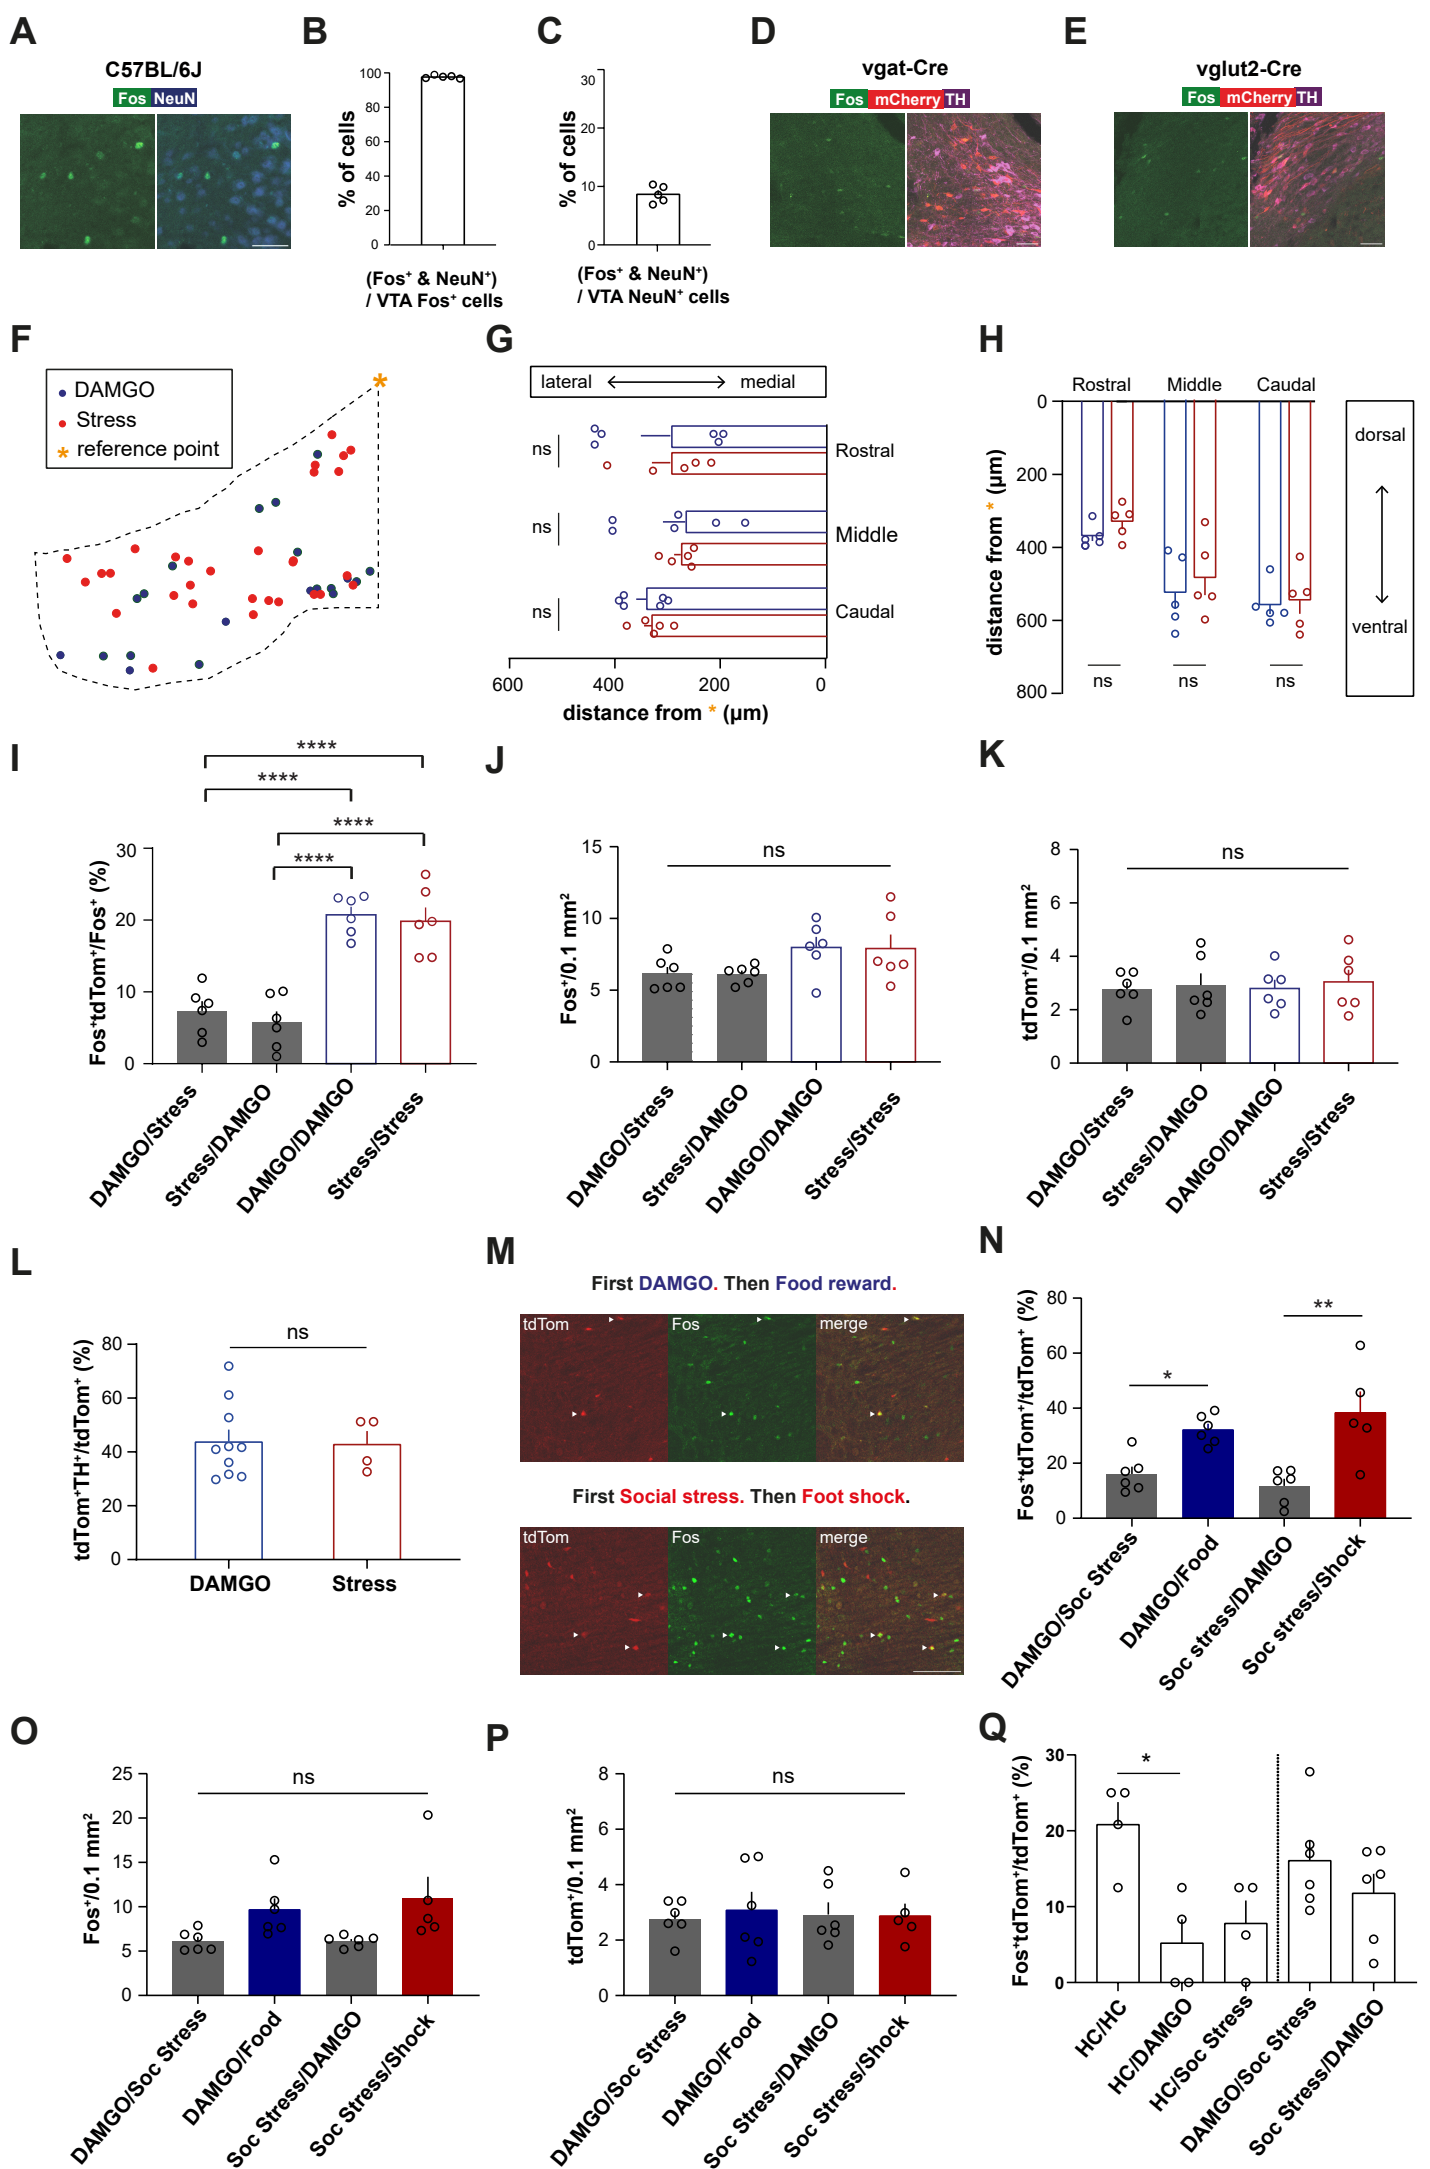 A
C57BL/6J
Fos NeuN
B
100
80
60
40
20
0
% of cells
(Fos⁺ & NeuN⁺)
/ VTA Fos⁺ cells
C
30
20
10
0
% of cells
(Fos⁺ & NeuN⁺)
/ VTA NeuN⁺ cells
D
vgat-Cre
Fos mCherry TH
E
vglut2-Cre
Fos mCherry TH
F
DAMGO
Stress
* reference point
*
G
lateral medial
ns
Rostral
ns
Middle
ns
Caudal
600 400 200 0
distance from * (µm)
H
Rostral Middle Caudal
0
200
400
600
800
distance from * (µm)
ns ns ns
dorsal
ventral
I
****
****
****
****
30
20
10
0
Fos⁺tdTom⁺/Fos⁺ (%)
DAMGO/Stress
Stress/DAMGO
DAMGO/DAMGO
Stress/Stress
J
ns
15
10
5
0
Fos⁺/0.1 mm²
DAMGO/Stress
Stress/DAMGO
DAMGO/DAMGO
Stress/Stress
K
ns
8
6
4
2
0
tdTom⁺/0.1 mm²
DAMGO/Stress
Stress/DAMGO
DAMGO/DAMGO
Stress/Stress
L
ns
80
60
40
20
0
tdTom⁺TH⁺/tdTom⁺ (%)
DAMGO
Stress
M
First DAMGO. Then Food reward.
tdTom Fos merge
First Social stress. Then Foot shock.
tdTom Fos merge
N
*
**
80
60
40
20
0
Fos⁺tdTom⁺/tdTom⁺ (%)
DAMGO/Soc Stress
DAMGO/Food
Soc stress/DAMGO
Soc stress/Shock
O
ns
25
20
15
10
5
0
Fos⁺/0.1 mm²
DAMGO/Soc Stress
DAMGO/Food
Soc Stress/DAMGO
Soc Stress/Shock
P
ns
8
6
4
2
0
tdTom⁺/0.1 mm²
DAMGO/Soc Stress
DAMGO/Food
Soc Stress/DAMGO
Soc Stress/Shock
Q
*
30
20
10
0
Fos⁺tdTom⁺/tdTom⁺ (%)
HC/HC
HC/DAMGO
HC/Soc Stress
DAMGO/Soc Stress
Soc Stress/DAMGO